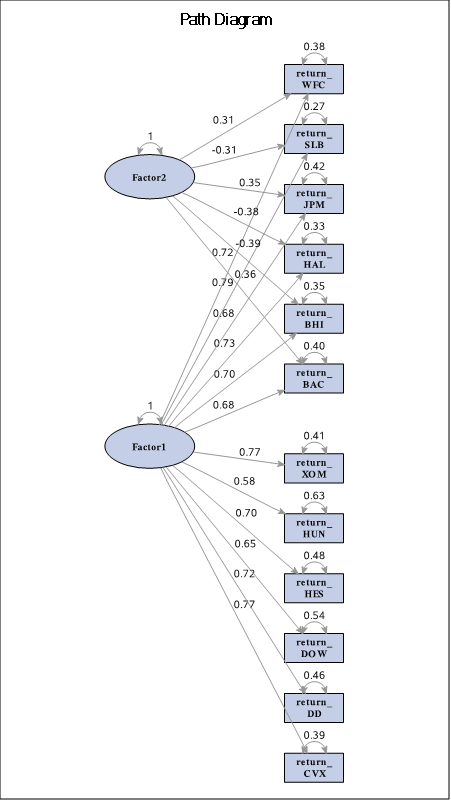 Path Diagram
0.38
return_
WFC
0.31
0.27
return_
SLB
1
-0.31
Factor2
0.42
return_
JPM
0.35
-0.38
0.33
return_
HAL
-0.39
0.72
0.36
0.79
0.35
return_
BHI
0.68
0.73
0.40
return_
BAC
0.70
0.68
1
Factor1
0.41
return_
XOM
0.77
0.58
0.63
return_
HUN
0.70
0.65
0.48
return_
HES
0.72
0.77
0.54
return_
DOW
0.46
return_
DD
0.39
return_
CVX